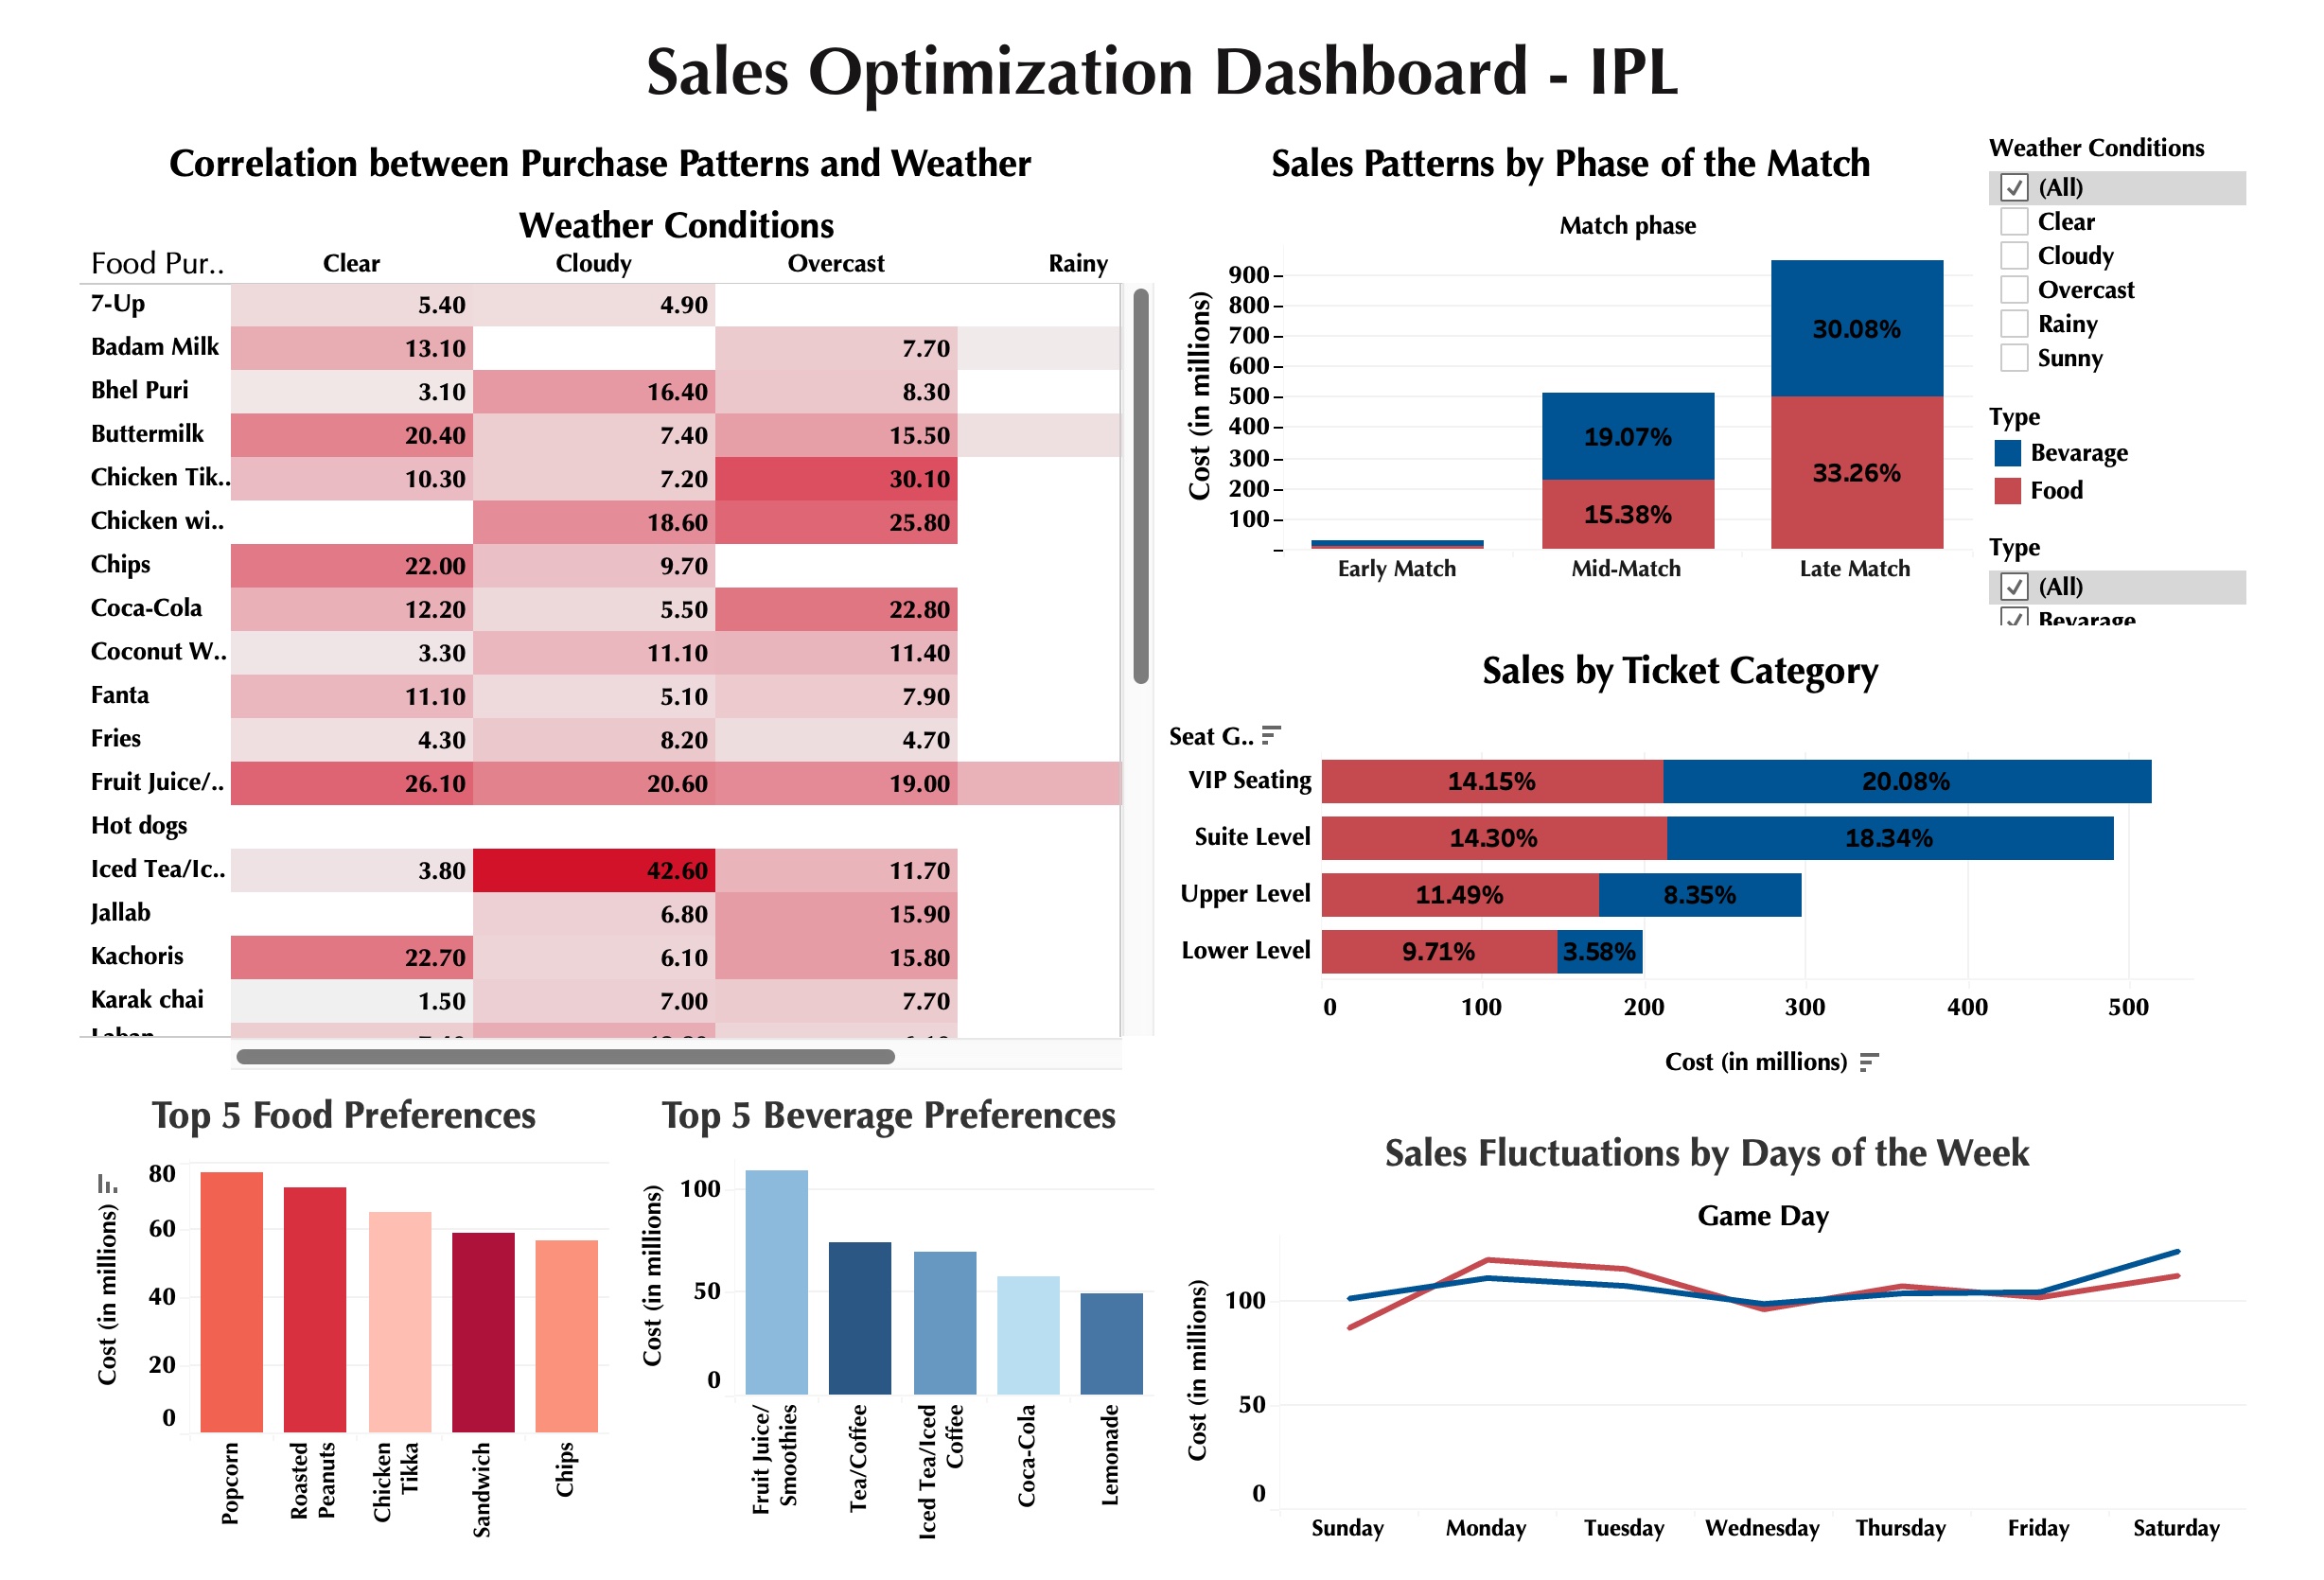 Sales Optimization Dashboard - IPL
Correlation between Purchase Patterns and Weather
Weather Conditions
Food Pur.. Clear Cloudy Overcast Rainy
7-Up 5.40 4.90
Badam Milk 13.10 7.70
Bhel Puri 3.10 16.40 8.30
Buttermilk 20.40 7.40 15.50
Chicken Tik.. 10.30 7.20 30.10
Chicken wi.. 18.60 25.80
Chips 22.00 9.70
Coca-Cola 12.20 5.50 22.80
Coconut W.. 3.30 11.10 11.40
Fanta 11.10 5.10 7.90
Fries 4.30 8.20 4.70
Fruit Juice/.. 26.10 20.60 19.00
Hot dogs
Iced Tea/Ic.. 3.80 42.60 11.70
Jallab 6.80 15.90
Kachoris 22.70 6.10 15.80
Karak chai 1.50 7.00 7.70
Laban
Sales Patterns by Phase of the Match
Match phase
Cost (in millions)
900
800
700
600
500
400
300
200
100
30.08%
19.07%
33.26%
15.38%
Early Match Mid-Match Late Match
Weather Conditions
(All)
Clear
Cloudy
Overcast
Rainy
Sunny
Type
Bevarage
Food
Type
(All)
Bevarage
Sales by Ticket Category
Seat G..
VIP Seating 14.15% 20.08%
Suite Level 14.30% 18.34%
Upper Level 11.49% 8.35%
Lower Level 9.71% 3.58%
0 100 200 300 400 500
Cost (in millions)
Top 5 Food Preferences
Cost (in millions)
80
60
40
20
0
Popcorn
Roasted
Peanuts
Chicken
Tikka
Sandwich
Chips
Top 5 Beverage Preferences
Cost (in millions)
100
50
0
Fruit Juice/
Smoothies
Tea/Coffee
Iced Tea/Iced
Coffee
Coca-Cola
Lemonade
Sales Fluctuations by Days of the Week
Game Day
Cost (in millions)
100
50
0
Sunday Monday Tuesday Wednesday Thursday Friday Saturday